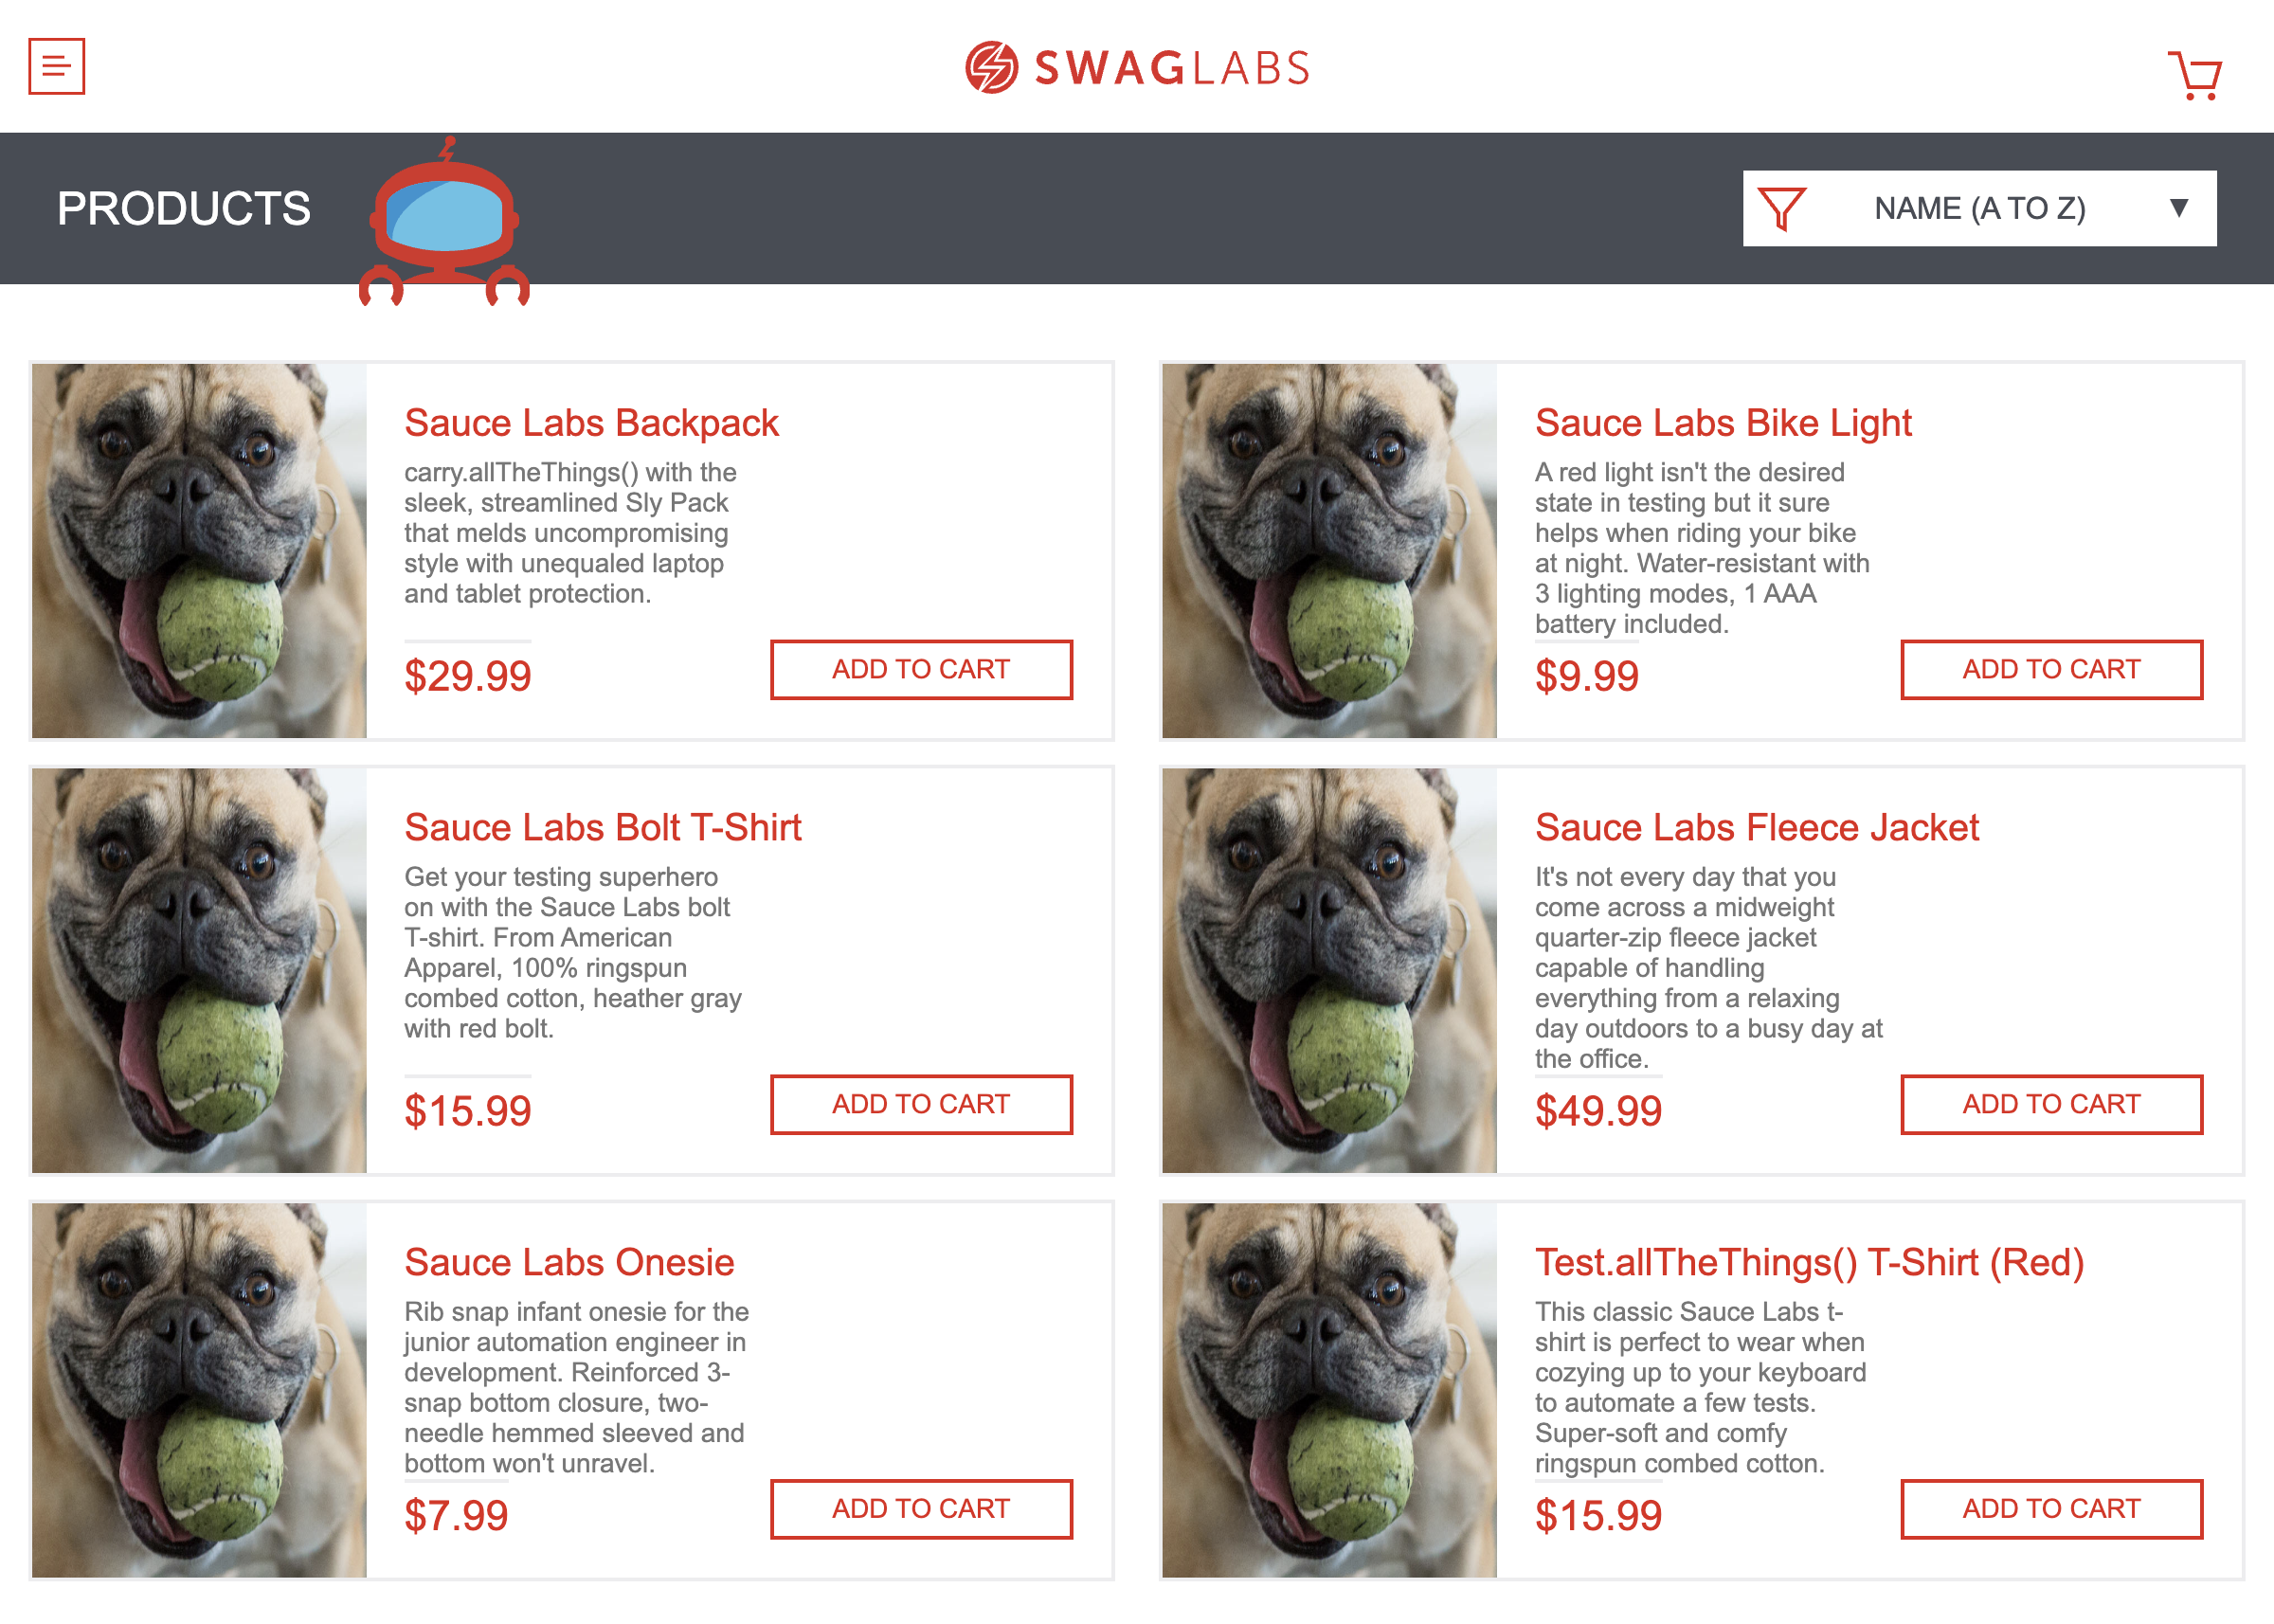 SWAGLABS
PRODUCTS
NAME (A TO Z)
Sauce Labs Backpack
carry.allTheThings() with the
sleek, streamlined Sly Pack
that melds uncompromising
style with unequaled laptop
and tablet protection.
$29.99
ADD TO CART
Sauce Labs Bike Light
A red light isn't the desired
state in testing but it sure
helps when riding your bike
at night. Water-resistant with
3 lighting modes, 1 AAA
battery included.
$9.99
ADD TO CART
Sauce Labs Bolt T-Shirt
Get your testing superhero
on with the Sauce Labs bolt
T-shirt. From American
Apparel, 100% ringspun
combed cotton, heather gray
with red bolt.
$15.99
ADD TO CART
Sauce Labs Fleece Jacket
It's not every day that you
come across a midweight
quarter-zip fleece jacket
capable of handling
everything from a relaxing
day outdoors to a busy day at
the office.
$49.99
ADD TO CART
Sauce Labs Onesie
Rib snap infant onesie for the
junior automation engineer in
development. Reinforced 3-
snap bottom closure, two-
needle hemmed sleeved and
bottom won't unravel.
$7.99
ADD TO CART
Test.allTheThings() T-Shirt (Red)
This classic Sauce Labs t-
shirt is perfect to wear when
cozying up to your keyboard
to automate a few tests.
Super-soft and comfy
ringspun combed cotton.
$15.99
ADD TO CART